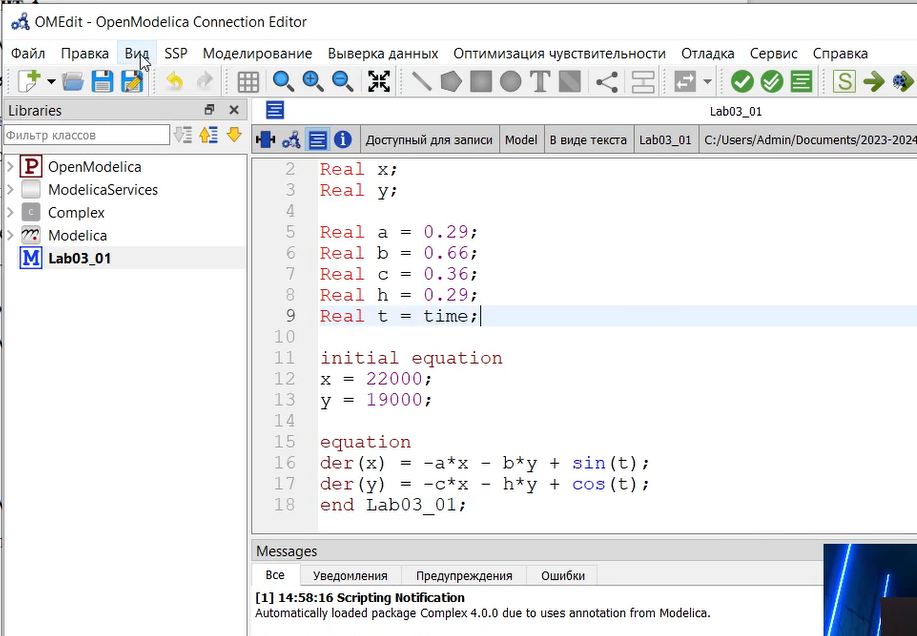 OMEdit - OpenModelica Connection Editor
Файл Правка Вид SSP Моделирование Выверка данных Оптимизация чувствительности Отладка Сервис Справка
T S
Libraries
Lab03_01
Фильтр классов
Доступный для записи Model В виде текста Lab03_01 C:/Users/Admin/Documents/2023-2024
P OpenModelica
ModelicaServices
C Complex
Modelica
M Lab03_01
2 Real x;
3 Real y;
4
5 Real a = 0.29;
6 Real b = 0.66;
7 Real c = 0.36;
8 Real h = 0.29;
9 Real t = time;
10
11 initial equation
12 x = 22000;
13 y = 19000;
14
15 equation
16 der(x) = -a*x - b*y + sin(t);
17 der(y) = -c*x - h*y + cos(t);
18 end Lab03_01;
Messages
Все Уведомления Предупреждения Ошибки
[1] 14:58:16 Scripting Notification
Automatically loaded package Complex 4.0.0 due to uses annotation from Modelica.